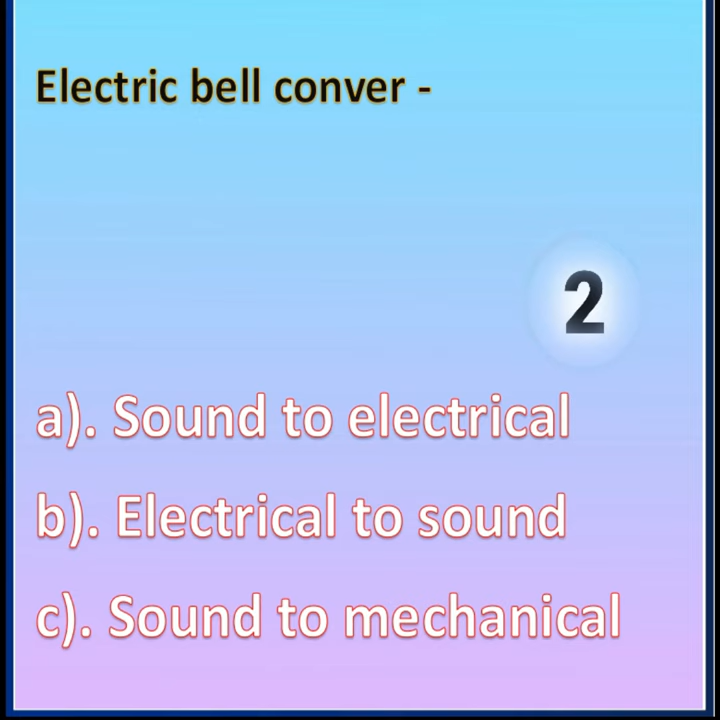 Electric bell conver -
2
a). Sound to electrical
b). Electrical to sound
c). Sound to mechanical